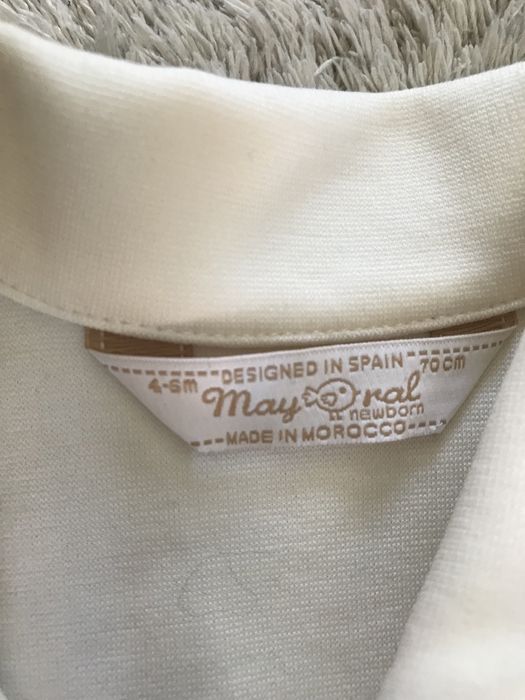 DESIGNED IN SPAIN
4-6m
70cm
mayoral
newborn
MADE IN MOROCCO